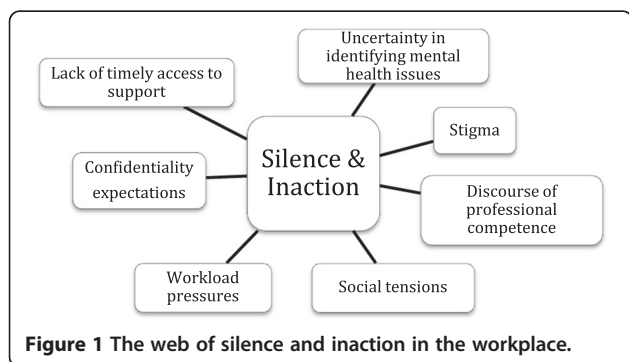 Uncertainty in
identifying mental
health issues
Lack of timely access to
support
Stigma
Silence &
Inaction
Confidentiality
expectations
Discourse of
professional
competence
Workload
pressures
Social tensions
Figure 1 The web of silence and inaction in the workplace.